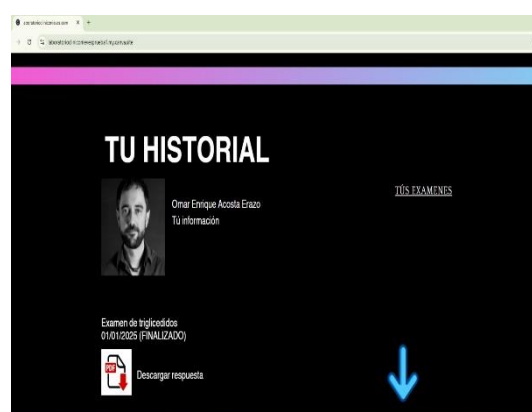 TU HISTORIAL
TÚS EXAMENES
Omar Enrique Acosta Erazo
Tú información
Examen de triglicedidos
01/01/2025 (FINALIZADO)
PDF
Descargar respuesta